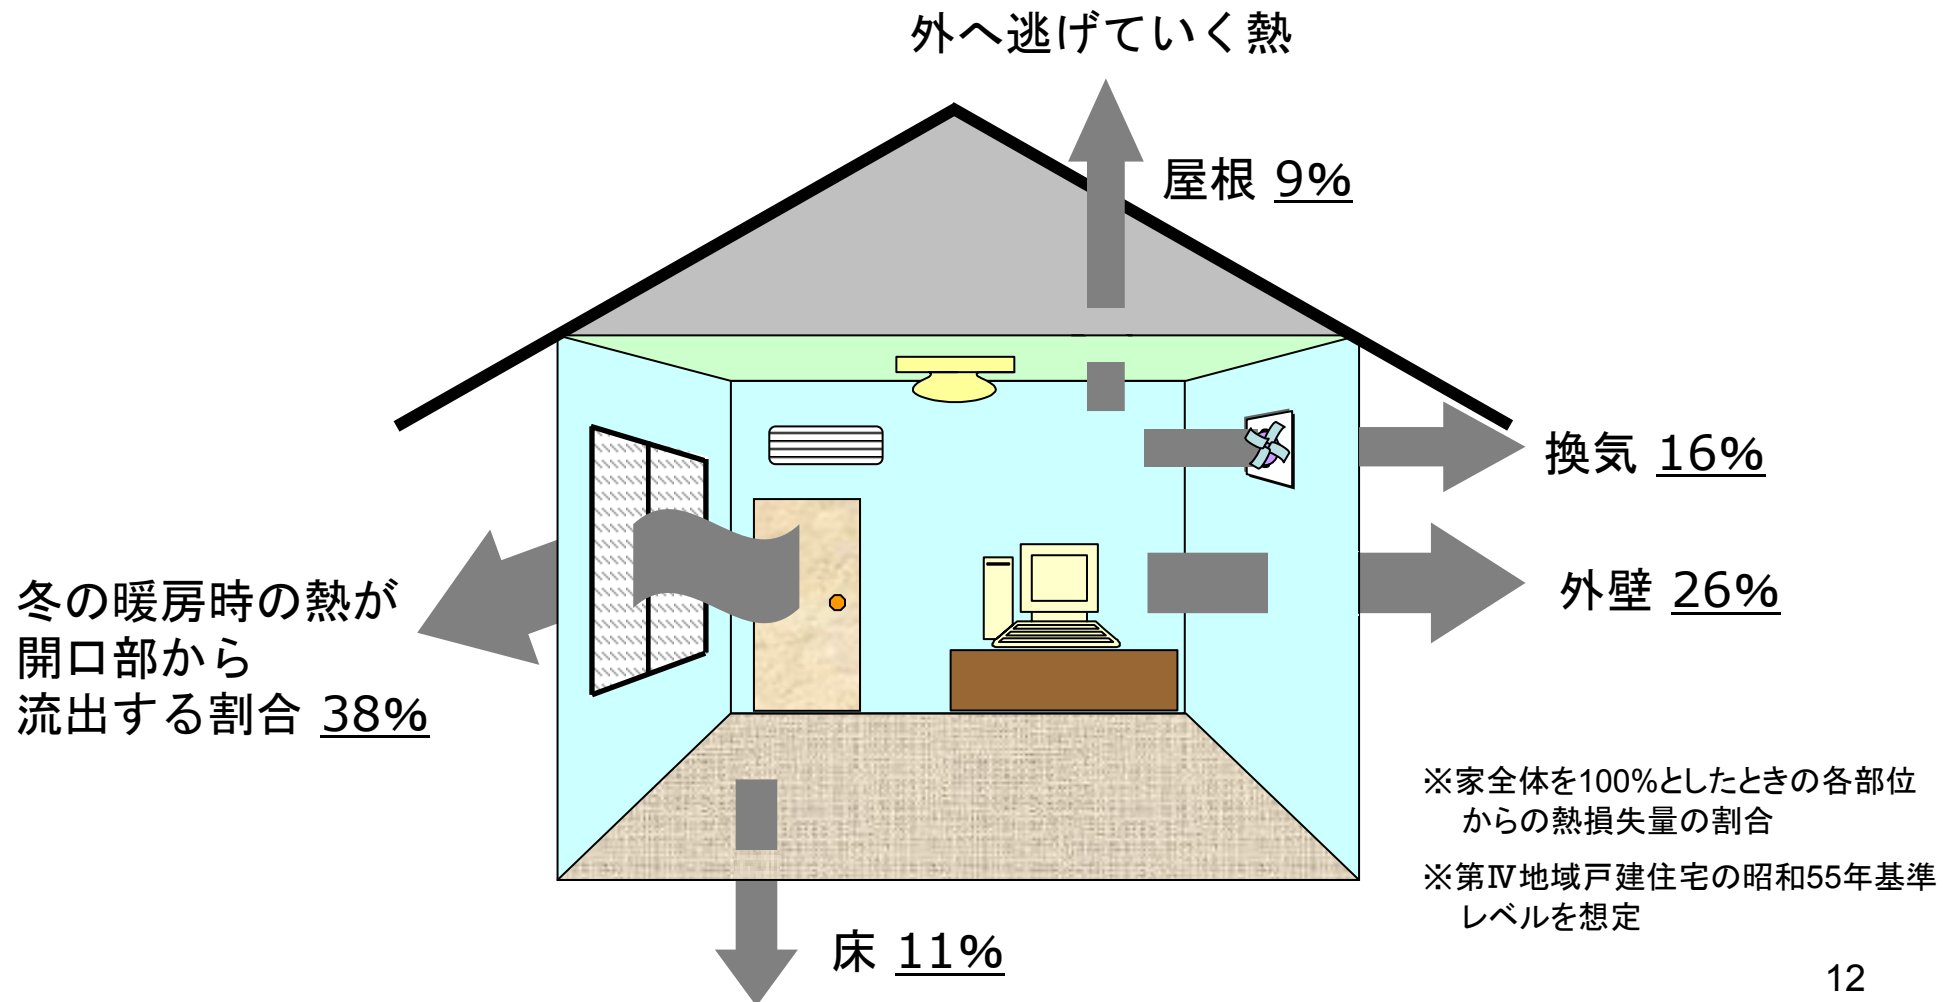 外へ逃げていく熱
屋根 9%
換気 16%
外壁 26%
冬の暖房時の熱が
開口部から
流出する割合 38%
床 11%
※家全体を100%としたときの各部位
からの熱損失量の割合
※第Ⅳ地域戸建住宅の昭和55年基準
レベルを想定
12